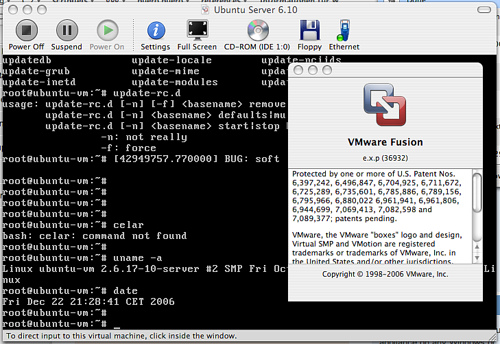 Ubuntu Server 6.10
Power Off
Suspend
Power On
Settings
Full Screen
CD-ROM (IDE 1:0)
Floppy
Ethernet
updatedb update-locale update-ncjids
update-grub update-mime
update-inetd update-modules
root@ubuntu-vm:~# update-rc.d
usage: update-rc.d [-n] [-f] <basename> remove
update-rc.d [-n] <basename> defaults|mu
update-rc.d [-n] <basename> start|stop
-n: not really
-f: force
root@ubuntu-vm:~# [42949757.770000] BUG: soft
root@ubuntu-vm:~#
root@ubuntu-vm:~#
root@ubuntu-vm:~#
root@ubuntu-vm:~# celar
bash: celar: command not found
root@ubuntu-vm:~# uname -a
Linux ubuntu-vm 2.6.17-10-server #2 SMP Fri Oc
nux
root@ubuntu-vm:~# date
Fri Dec 22 21:28:41 CET 2006
root@ubuntu-vm:~#
root@ubuntu-vm:~# _
To direct input to this virtual machine, click inside the window.
VMware Fusion
e.x.p (36932)
Protected by one or more of U.S. Patent Nos.
6,397,242, 6,496,847, 6,704,925, 6,711,672,
6,725,289, 6,735,601, 6,785,886, 6,789,156,
6,795,966, 6,880,022 6,961,941, 6,961,806,
6,944,699, 7,069,413, 7,082,598 and
7,089,377; patents pending.
VMware, the VMware "boxes" logo and design,
Virtual SMP and VMotion are registered
trademarks or trademarks of VMware, Inc. in
the United States and/or other jurisdictions.
Copyright © 1998-2006 VMware, Inc.